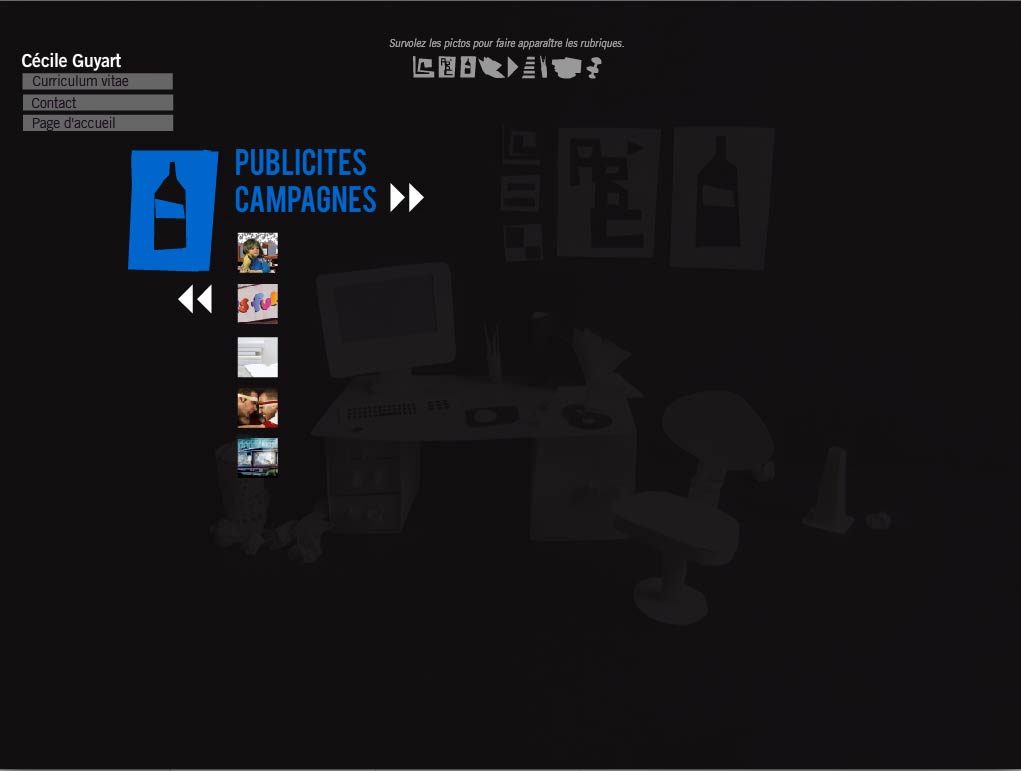 Survolez les pictos pour faire apparaître les rubriques.
Cécile Guyart
Curriculum vitae
Contact
Page d'accueil
PUBLICITES
CAMPAGNES